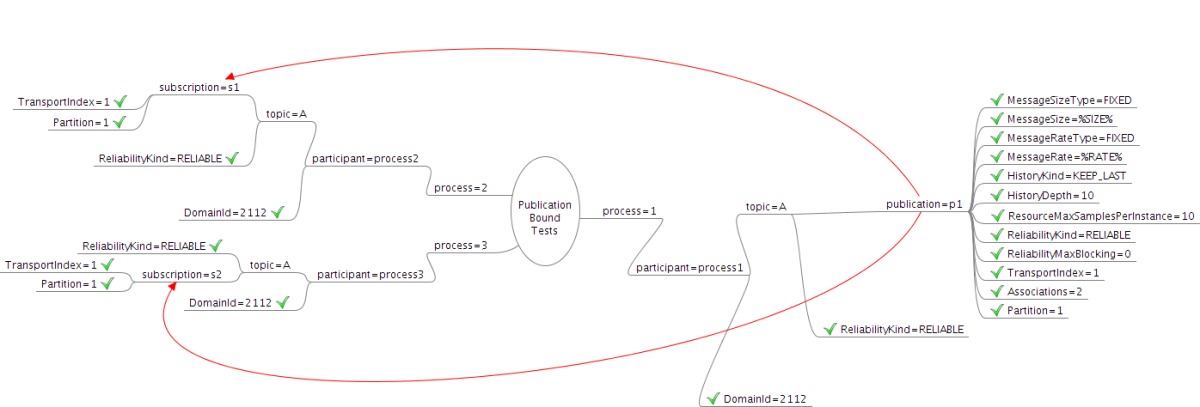 subscription=s1
TransportIndex=1
Partition=1
topic=A
ReliabilityKind=RELIABLE
participant=process2
DomainId=2112
process=2
Publication
Bound
Tests
process=3
participant=process3
topic=A
ReliabilityKind=RELIABLE
TransportIndex=1
subscription=s2
Partition=1
DomainId=2112
process=1
participant=process1
topic=A
publication=p1
MessageSizeType=FIXED
MessageSize=%SIZE%
MessageRateType=FIXED
MessageRate=%RATE%
HistoryKind=KEEP_LAST
HistoryDepth=10
ResourceMaxSamplesPerInstance=10
ReliabilityKind=RELIABLE
ReliabilityMaxBlocking=0
TransportIndex=1
Associations=2
Partition=1
ReliabilityKind=RELIABLE
DomainId=2112